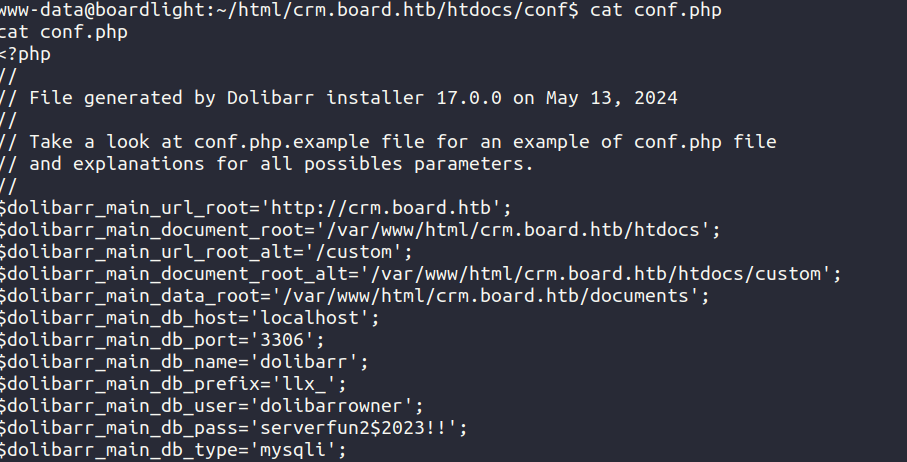 www-data@boardlight:~/html/crm.board.htb/htdocs/conf$ cat conf.php
cat conf.php
<?php
//
// File generated by Dolibarr installer 17.0.0 on May 13, 2024
//
// Take a look at conf.php.example file for an example of conf.php file
// and explanations for all possibles parameters.
//
$dolibarr_main_url_root='http://crm.board.htb';
$dolibarr_main_document_root='/var/www/html/crm.board.htb/htdocs';
$dolibarr_main_url_root_alt='/custom';
$dolibarr_main_document_root_alt='/var/www/html/crm.board.htb/htdocs/custom';
$dolibarr_main_data_root='/var/www/html/crm.board.htb/documents';
$dolibarr_main_db_host='localhost';
$dolibarr_main_db_port='3306';
$dolibarr_main_db_name='dolibarr';
$dolibarr_main_db_prefix='llx_';
$dolibarr_main_db_user='dolibarrowner';
$dolibarr_main_db_pass='serverfun2$2023!!';
$dolibarr_main_db_type='mysqli';